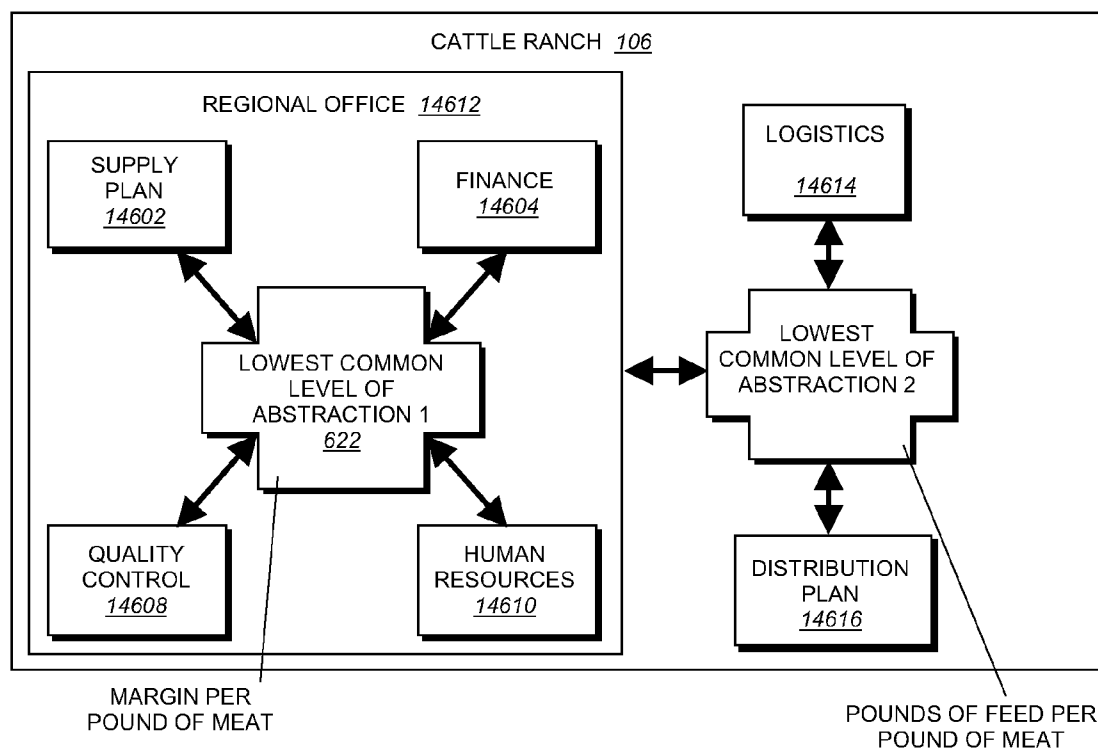 CATTLE RANCH 106
REGIONAL OFFICE 14612
SUPPLY
PLAN
14602
FINANCE
14604
LOWEST COMMON
LEVEL OF
ABSTRACTION 1
622
QUALITY
CONTROL
14608
HUMAN
RESOURCES
14610
LOGISTICS
14614
LOWEST
COMMON LEVEL OF
ABSTRACTION 2
DISTRIBUTION
PLAN
14616
MARGIN PER
POUND OF MEAT
POUNDS OF FEED PER
POUND OF MEAT